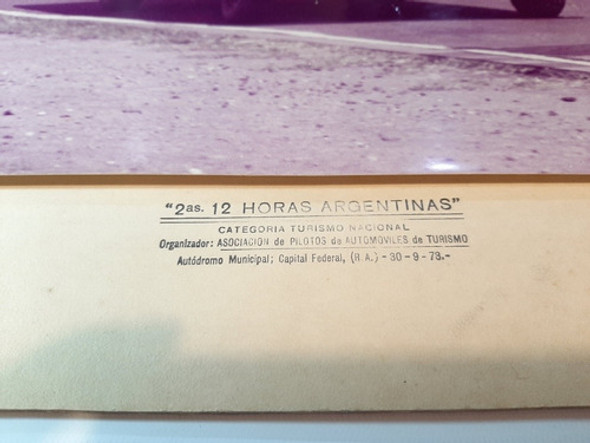 "2as. 12 HORAS ARGENTINAS"
CATEGORIA TURISMO NACIONAL
Organizador: ASOCIACION de PILOTOS de AUTOMOVILES de TURISMO
Autódromo Municipal; Capital Federal, (R.A.) - 30 - 9 - 73.-